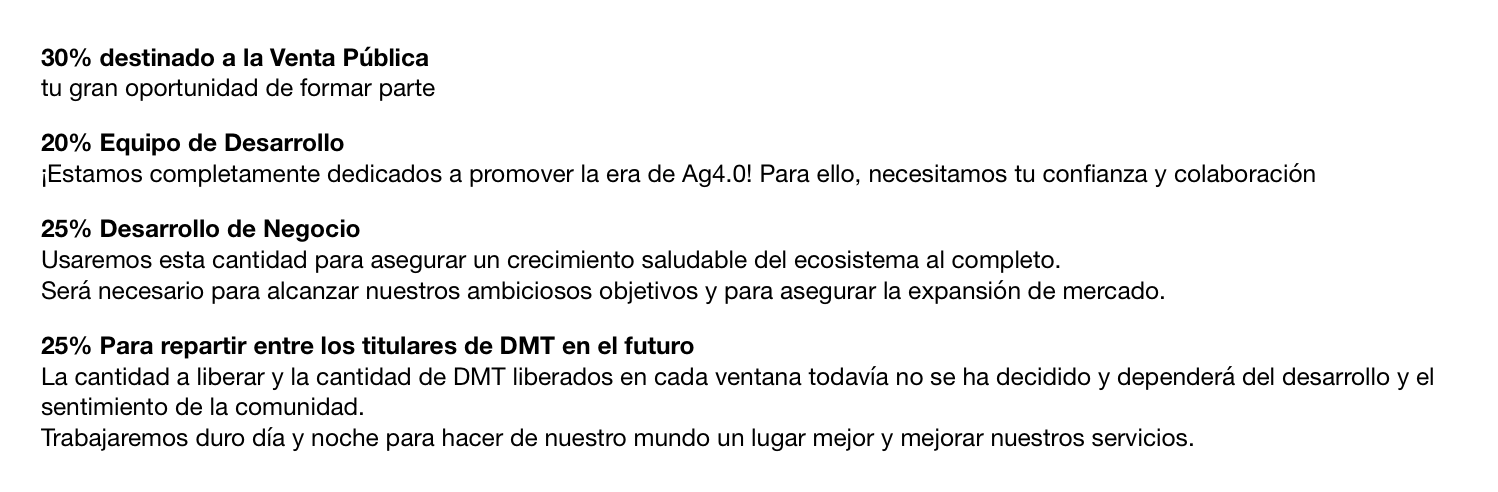 30% destinado a la Venta Pública
tu gran oportunidad de formar parte
20% Equipo de Desarrollo
¡Estamos completamente dedicados a promover la era de Ag4.0! Para ello, necesitamos tu confianza y colaboración
25% Desarrollo de Negocio
Usaremos esta cantidad para asegurar un crecimiento saludable del ecosistema al completo.
Será necesario para alcanzar nuestros ambiciosos objetivos y para asegurar la expansión de mercado.
25% Para repartir entre los titulares de DMT en el futuro
La cantidad a liberar y la cantidad de DMT liberados en cada ventana todavía no se ha decidido y dependerá del desarrollo y el
sentimiento de la comunidad.
Trabajaremos duro día y noche para hacer de nuestro mundo un lugar mejor y mejorar nuestros servicios.